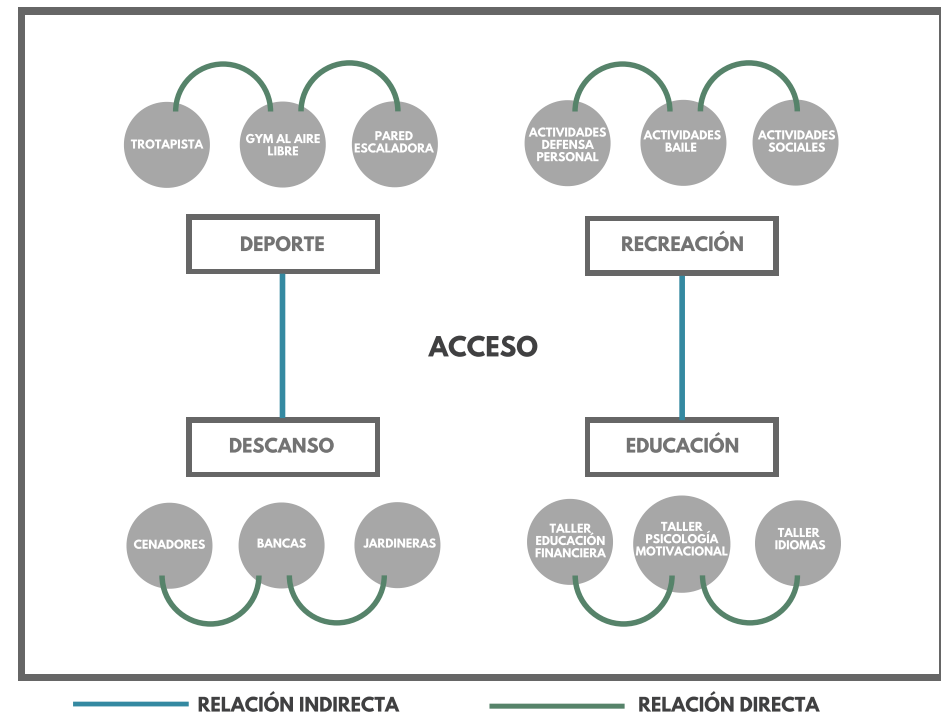 TROTAPISTA
GYM AL AIRE
LIBRE
PARED
ESCALADORA
ACTIVIDADES
DEFENSA
PERSONAL
ACTIVIDADES
BAILE
ACTIVIDADES
SOCIALES
DEPORTE
RECREACIÓN
ACCESO
DESCANSO
EDUCACIÓN
CENADORES
BANCAS
JARDINERAS
TALLER
EDUCACIÓN
FINANCIERA
TALLER
PSICOLOGÍA
MOTIVACIONAL
TALLER
IDIOMAS
RELACIÓN INDIRECTA
RELACIÓN DIRECTA